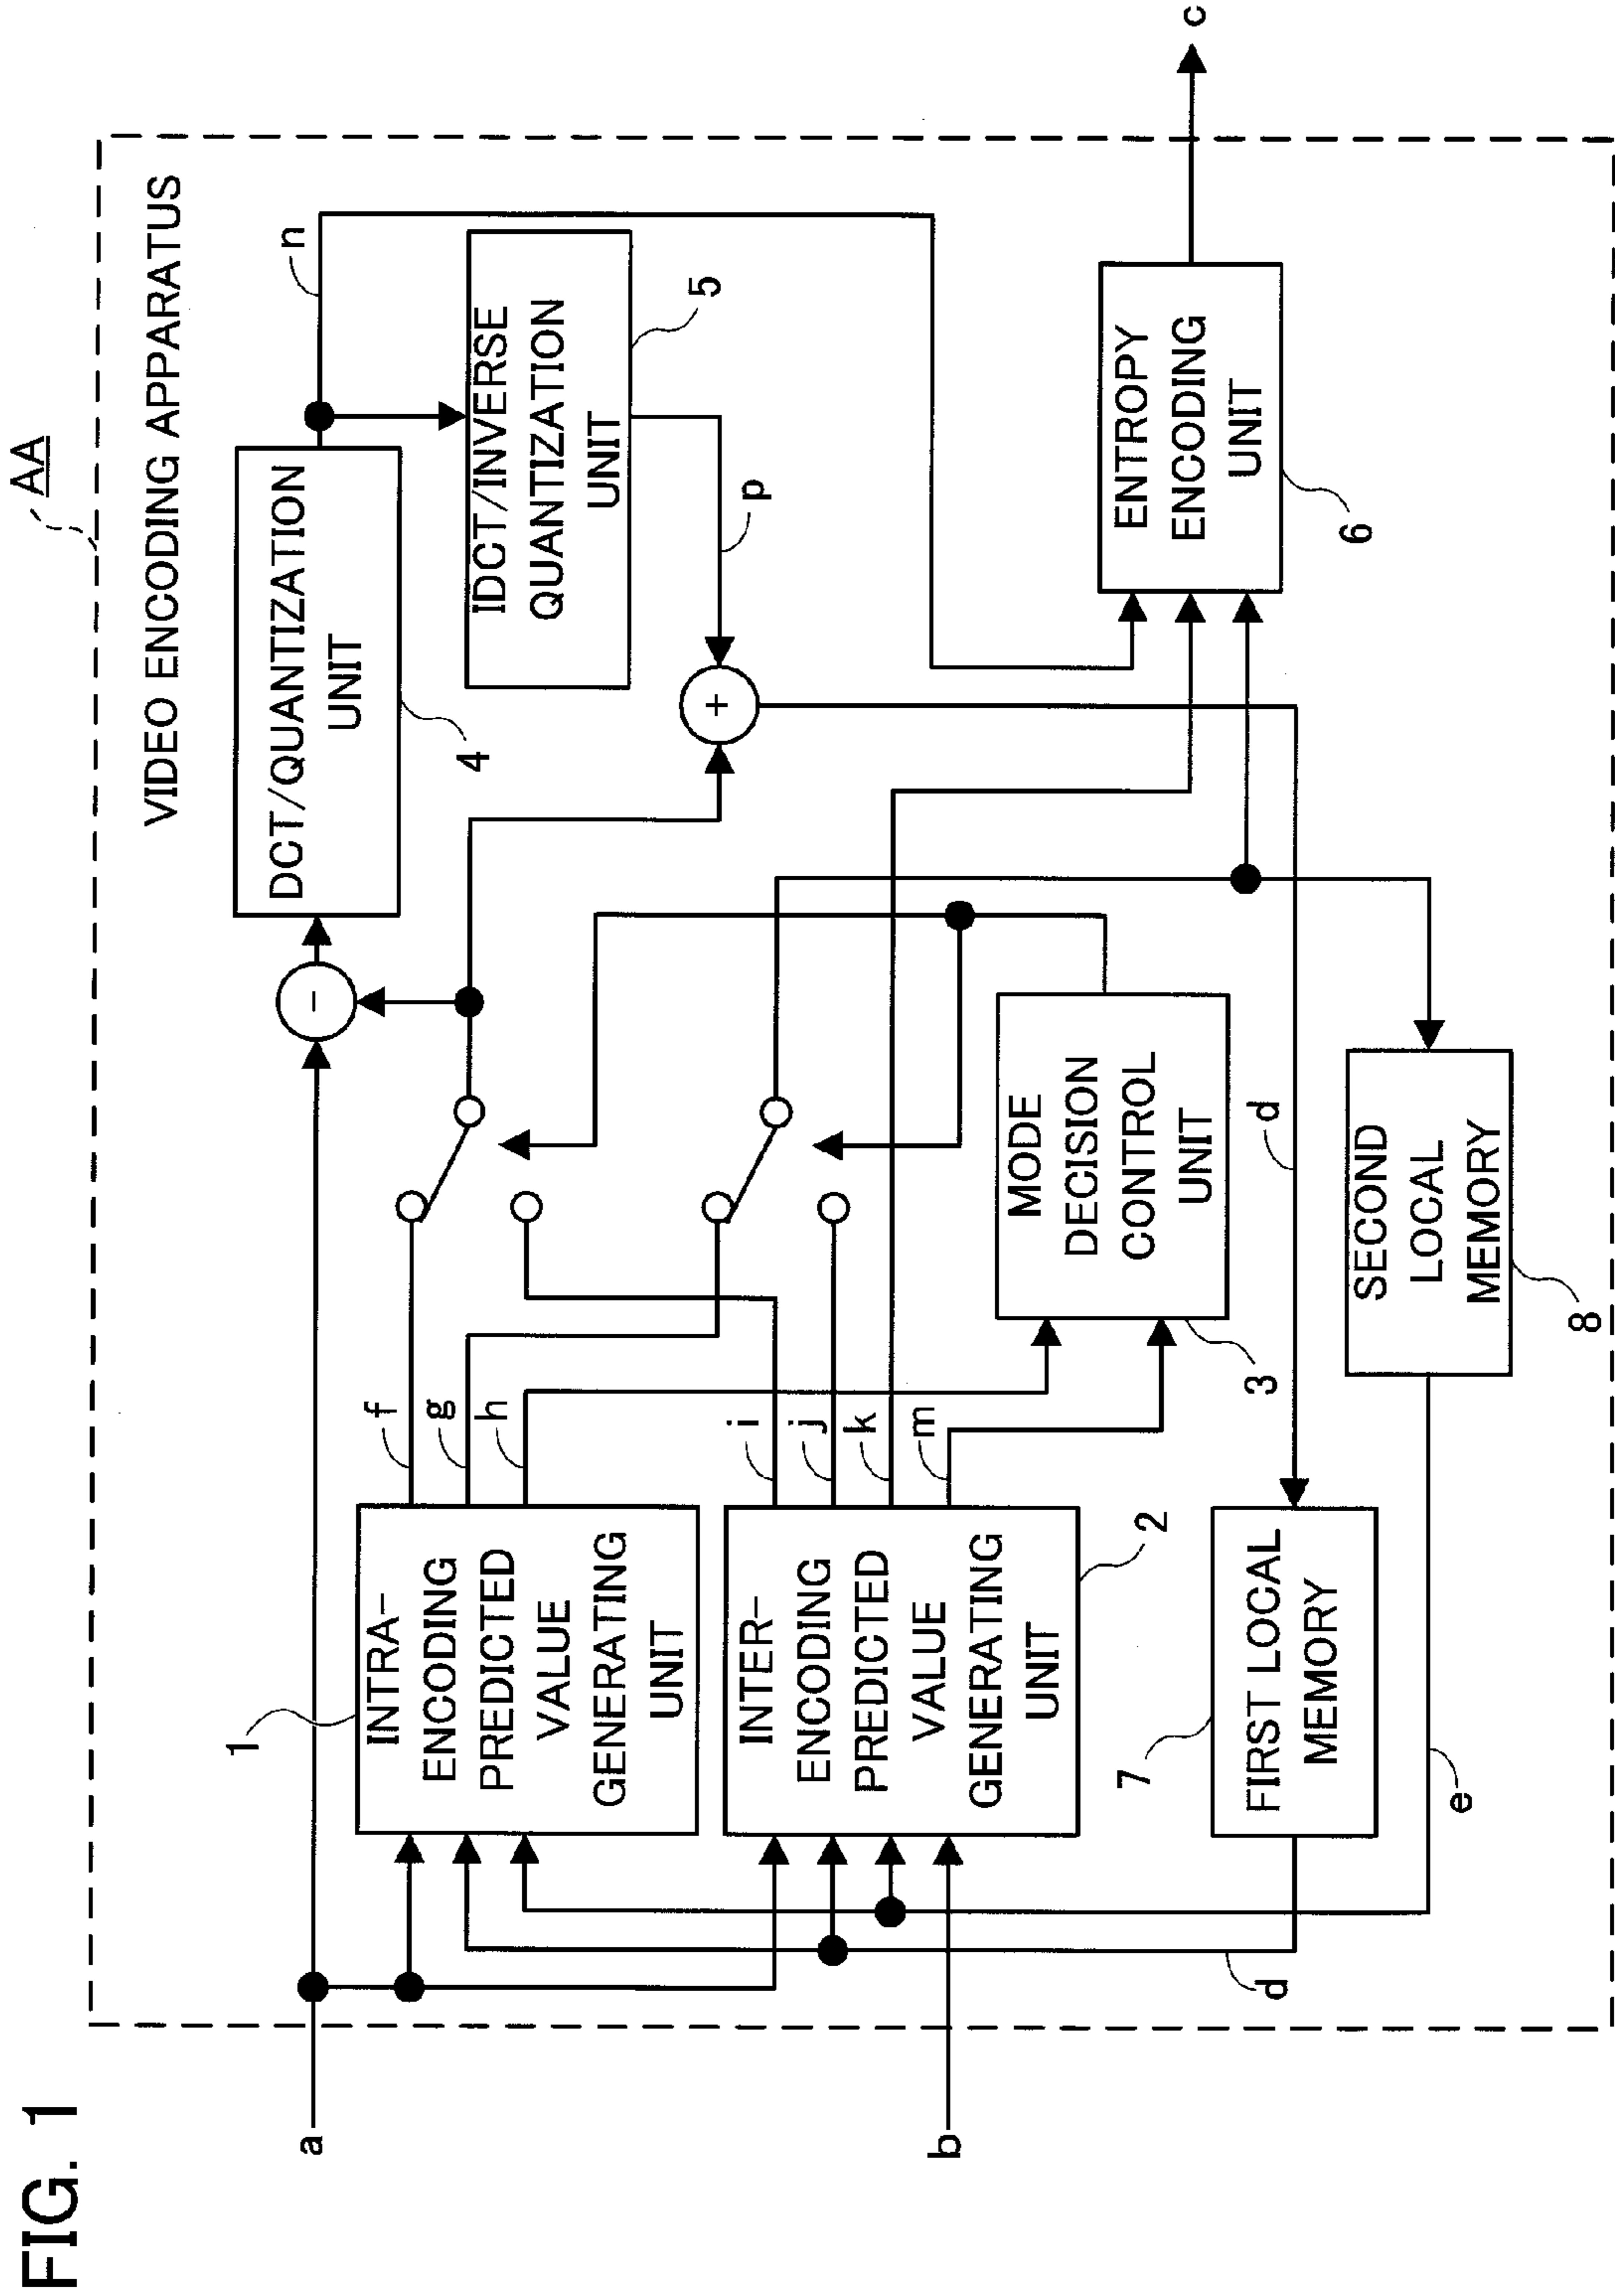 FIG. 1
AA
VIDEO ENCODING APPARATUS
a
b
c
n
DCT/QUANTIZATION
UNIT
4
IDCT/INVERSE
QUANTIZATION
UNIT
5
p
-
+
1
INTRA-
ENCODING
PREDICTED
VALUE
GENERATING
UNIT
f
g
h
INTER-
ENCODING
PREDICTED
VALUE
GENERATING
UNIT
2
i
j
k
m
MODE
DECISION
CONTROL
UNIT
3
ENTROPY
ENCODING
UNIT
6
7
FIRST LOCAL
MEMORY
d
d
SECOND
LOCAL
MEMORY
8
e